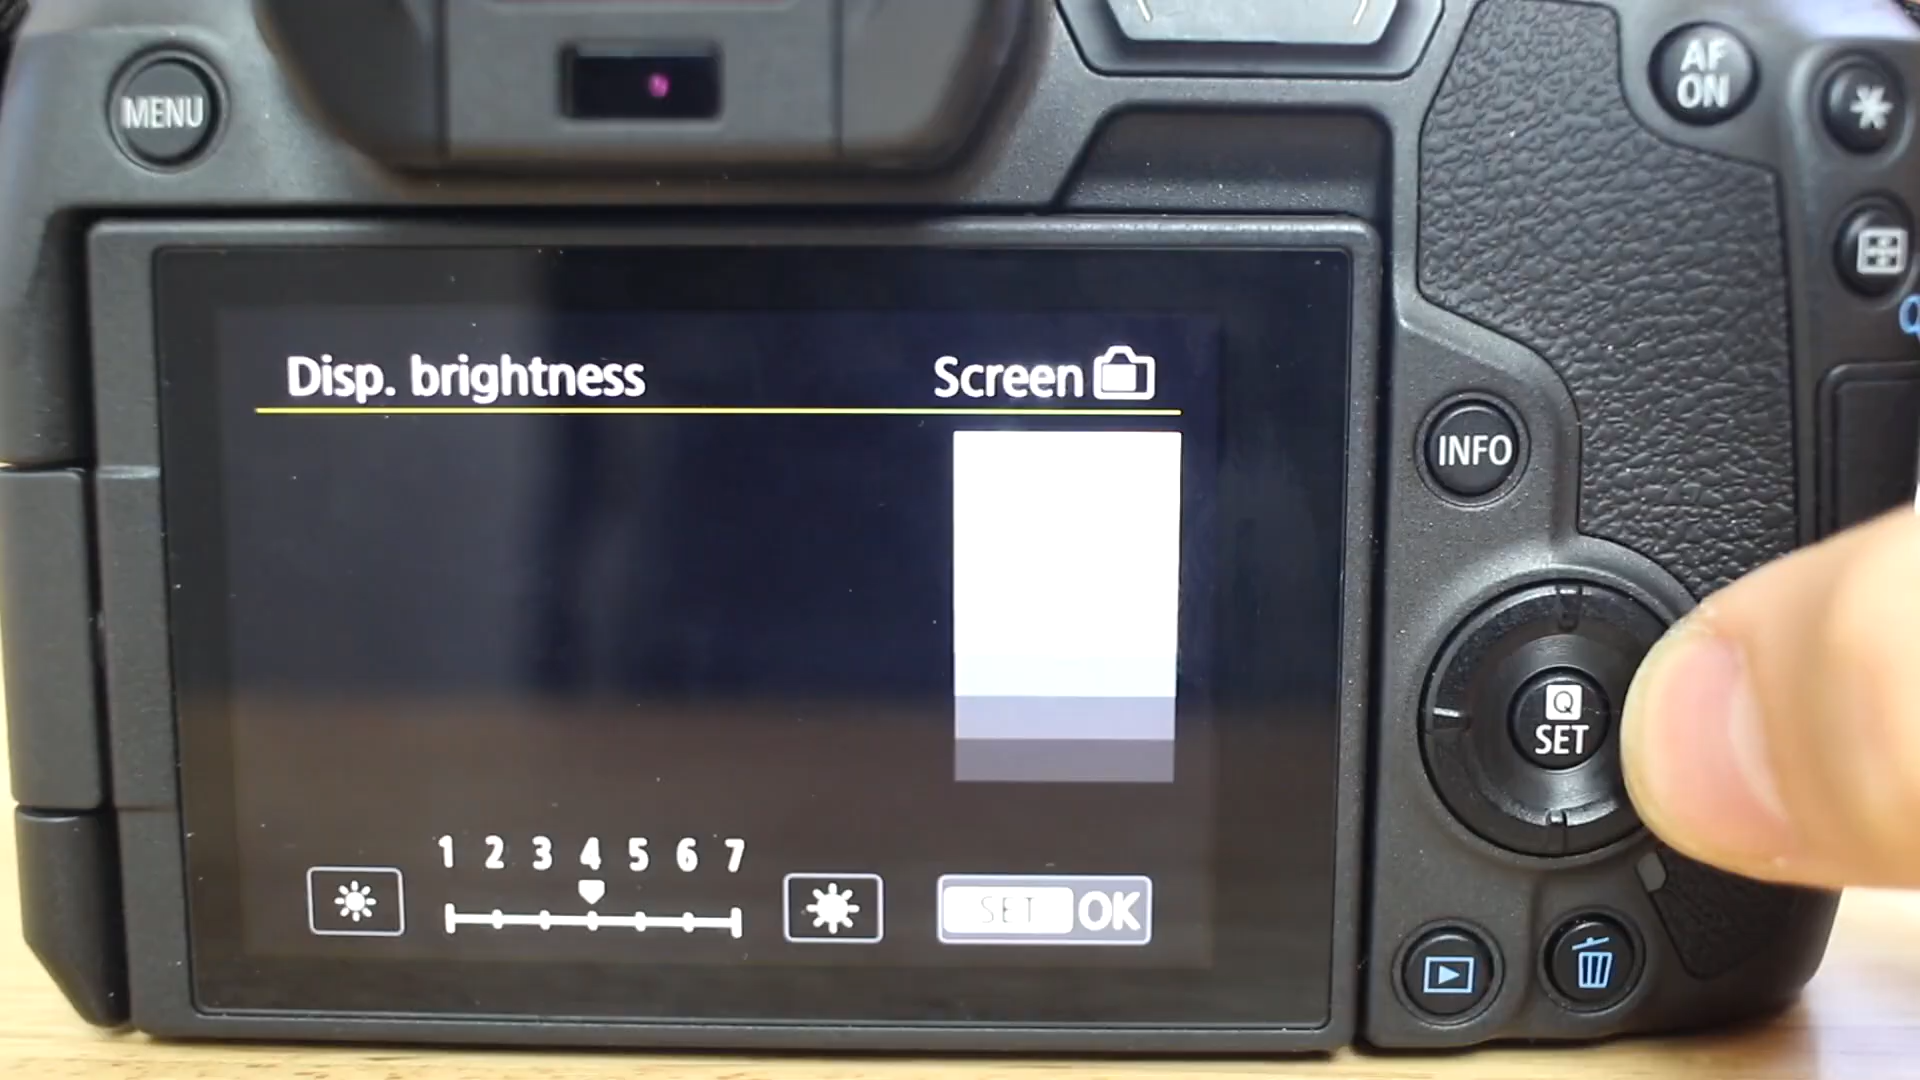 MENU
AF
ON
Disp. brightness
Screen
INFO
Q
SET
1 2 3 4 5 6 7
SET OK
Q